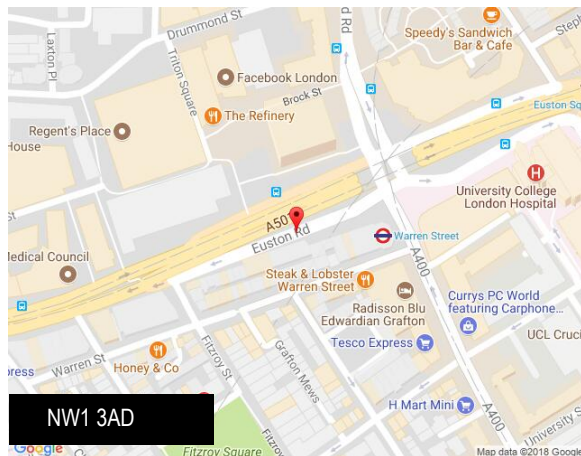 Drummond St
Laxton Pl
Triton Square
Speedy's Sandwich
Bar & Cafe
Facebook London
Brock St
The Refinery
Regent's Place
House
Euston Sq
University College
London Hospital
A501
Euston Rd
Warren Street
Medical Council
A400
Steak & Lobster
Warren Street
Radisson Blu
Edwardian Grafton
Currys PC World
featuring Carphone...
Tesco Express
UCL Cruci
Warren St
Honey & Co
Fitzroy St
Grafton Mews
H Mart Mini
A400
University S
NW1 3AD
Fitzroy Square
Google
Map data ©2018 Google